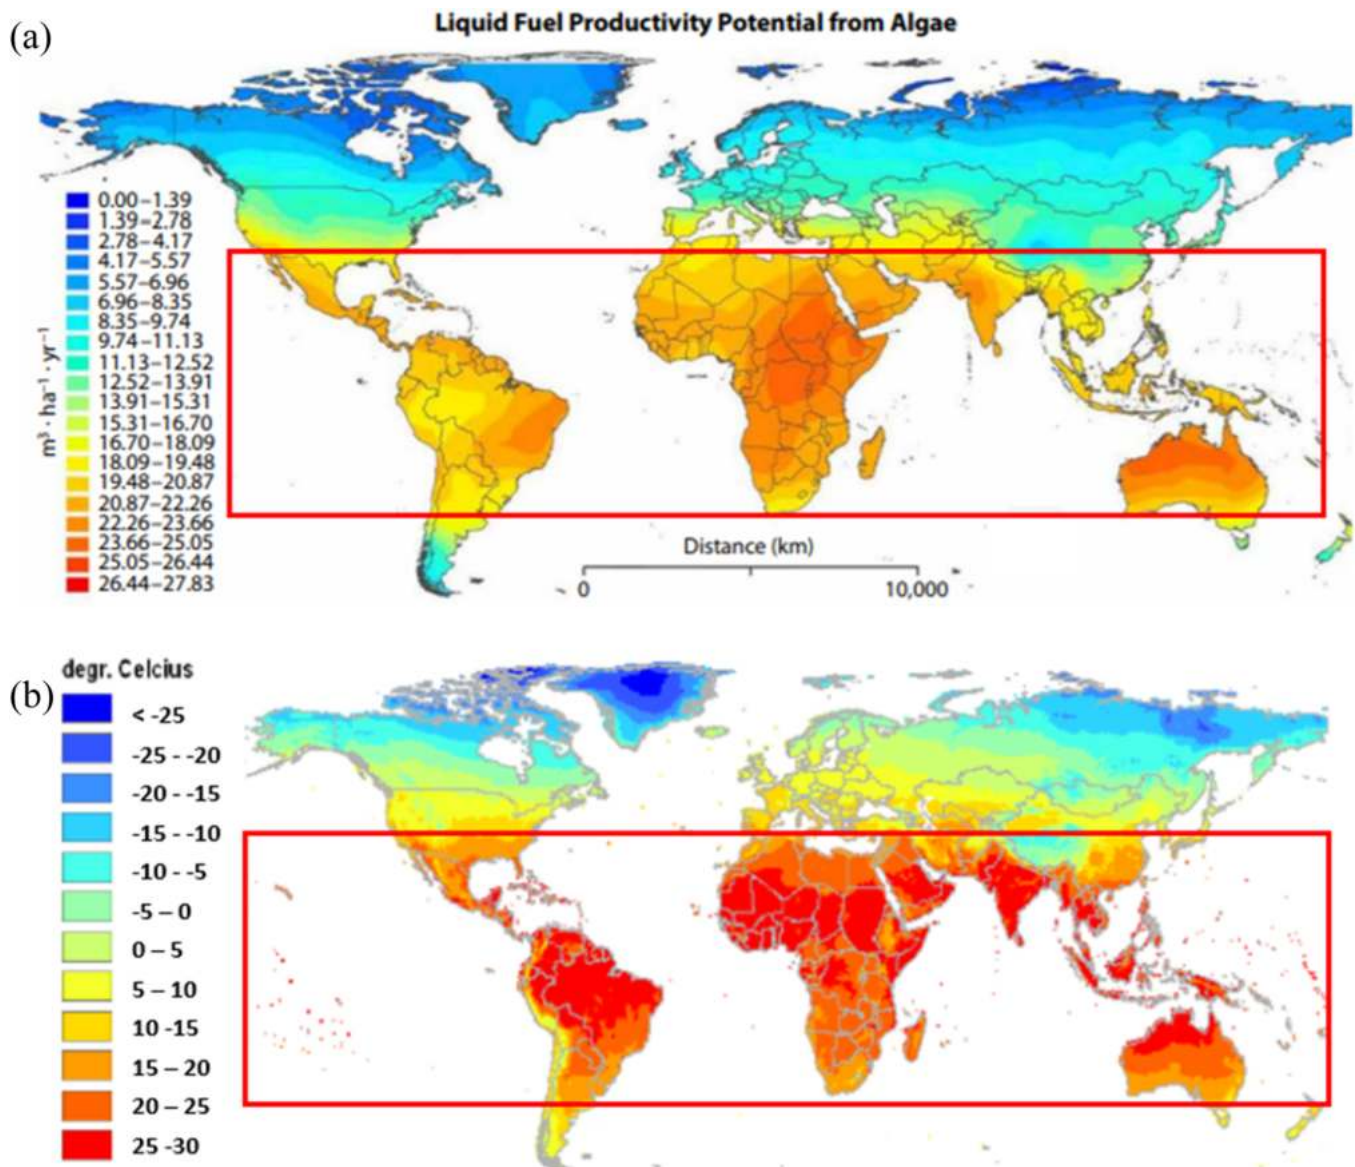 (a)
Liquid Fuel Productivity Potential from Algae
m³ · ha⁻¹ · yr⁻¹
0.00–1.39
1.39–2.78
2.78–4.17
4.17–5.57
5.57–6.96
6.96–8.35
8.35–9.74
9.74–11.13
11.13–12.52
12.52–13.91
13.91–15.31
15.31–16.70
16.70–18.09
18.09–19.48
19.48–20.87
20.87–22.26
22.26–23.66
23.66–25.05
25.05–26.44
26.44–27.83
Distance (km)
0 10,000
(b)
degr. Celcius
< -25
-25 - -20
-20 - -15
-15 - -10
-10 - -5
-5 – 0
0 – 5
5 – 10
10 -15
15 – 20
20 – 25
25 -30